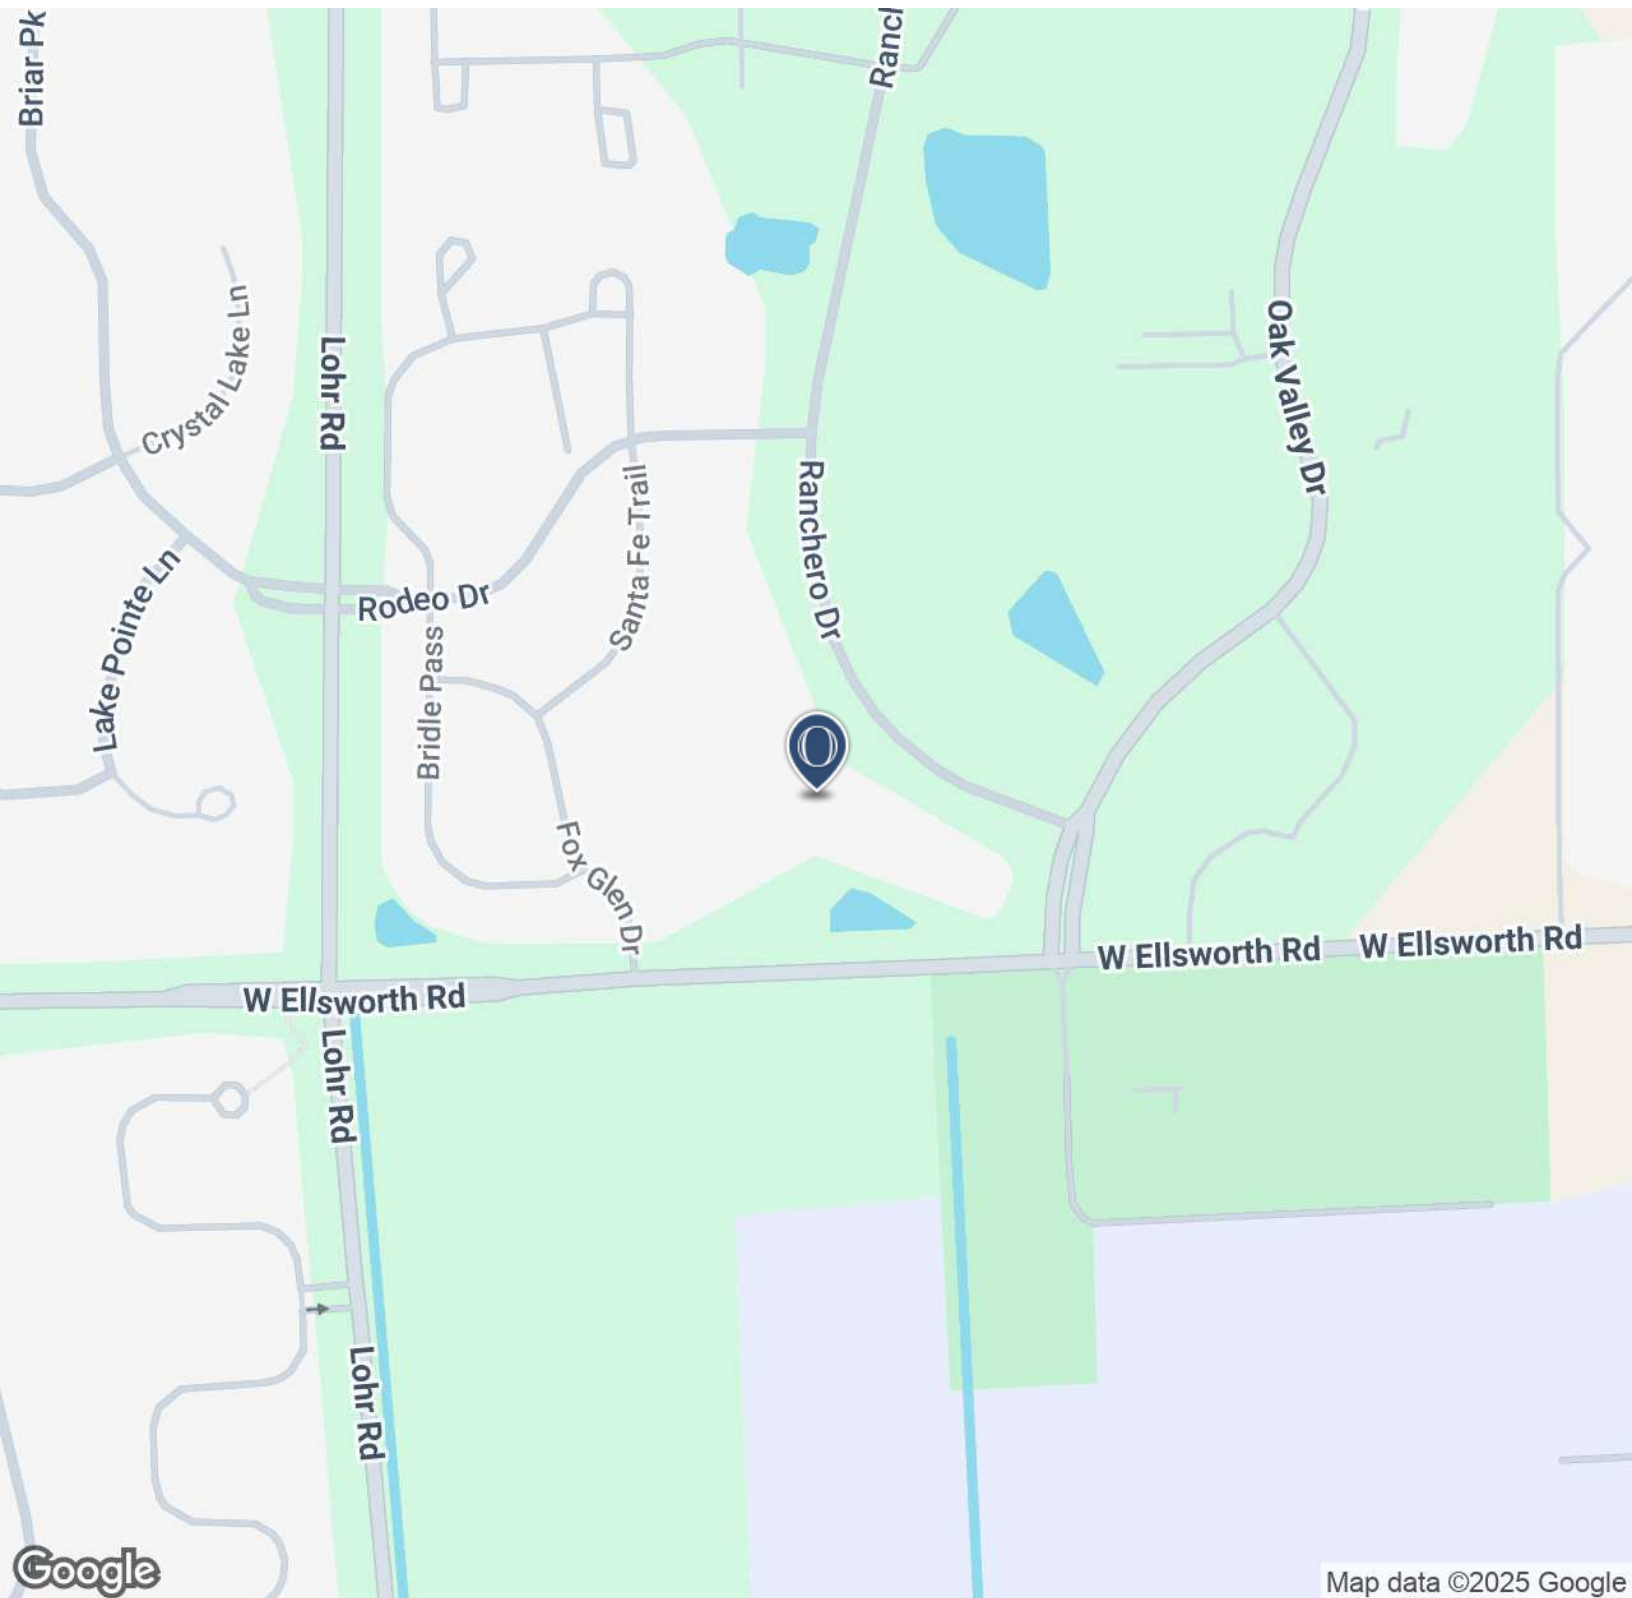 Briar Pk
Ranch
Crystal Lake Ln
Lohr Rd
Oak Valley Dr
Ranchero Dr
Santa Fe Trail
Lake Pointe Ln
Rodeo Dr
Bridle Pass
Fox Glen Dr
W Ellsworth Rd
W Ellsworth Rd
W Ellsworth Rd
Lohr Rd
Lohr Rd
Google
Map data ©2025 Google